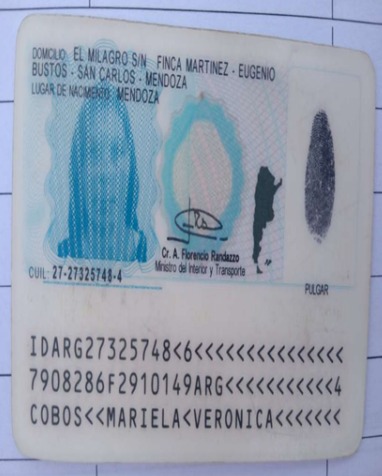 DOMICILIO: EL MILAGRO S/N FINCA MARTINEZ - EUGENIO
BUSTOS - SAN CARLOS - MENDOZA
LUGAR DE NACIMIENTO: MENDOZA
Cr. A. Florencio Randazzo
Ministro del Interior y Transporte
CUIL: 27-27325748-4
PULGAR
IDARG27325748<6<<<<<<<<<<<<<<<
7908286F2910149ARG<<<<<<<<<<<4
COBOS<<MARIELA<VERONICA<<<<<<<